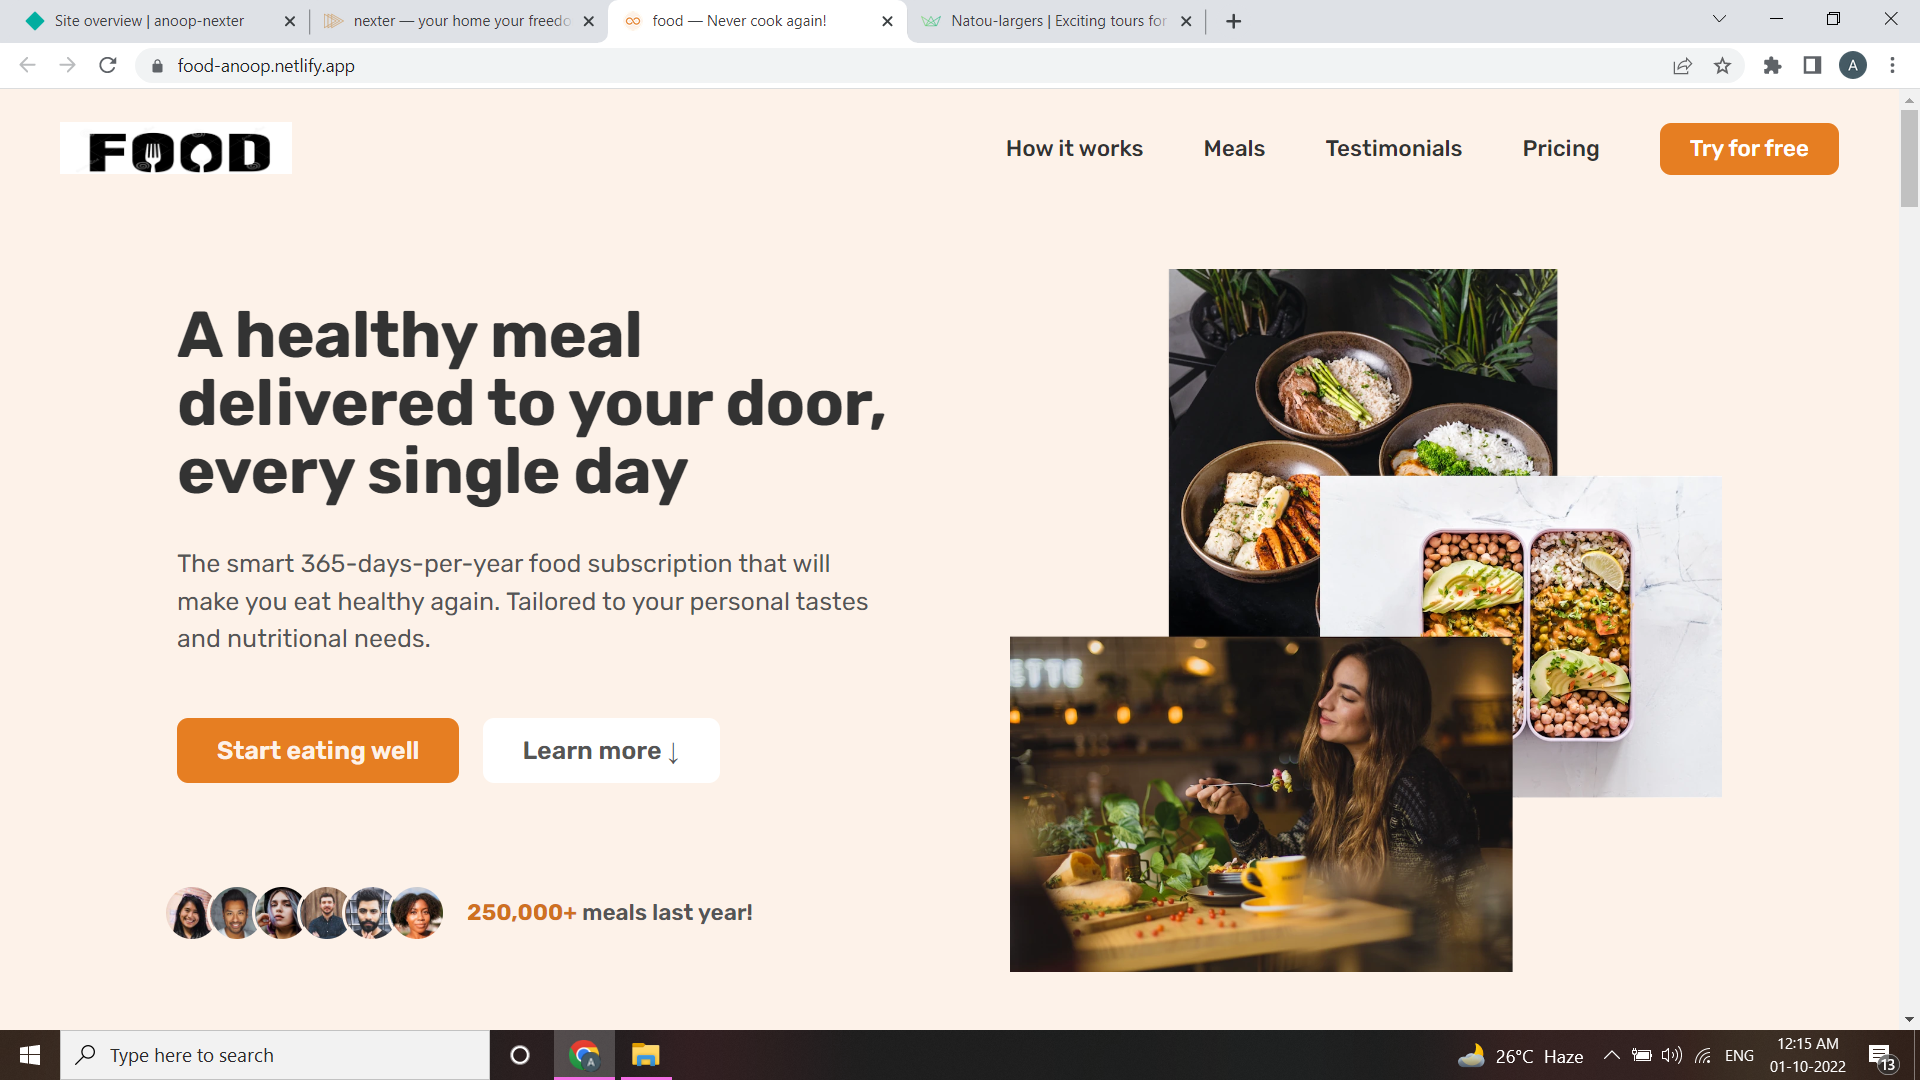 Site overview | anoop-nexter
nexter — your home your freedo
food — Never cook again!
Natou-largers | Exciting tours for
food-anoop.netlify.app
A
FOOD
How it works
Meals
Testimonials
Pricing
Try for free
A healthy meal
delivered to your door,
every single day
The smart 365-days-per-year food subscription that will
make you eat healthy again. Tailored to your personal tastes
and nutritional needs.
Start eating well
Learn more ↓
250,000+ meals last year!
ETTE
Type here to search
A
26°C Haze
ENG
12:15 AM
01-10-2022
13